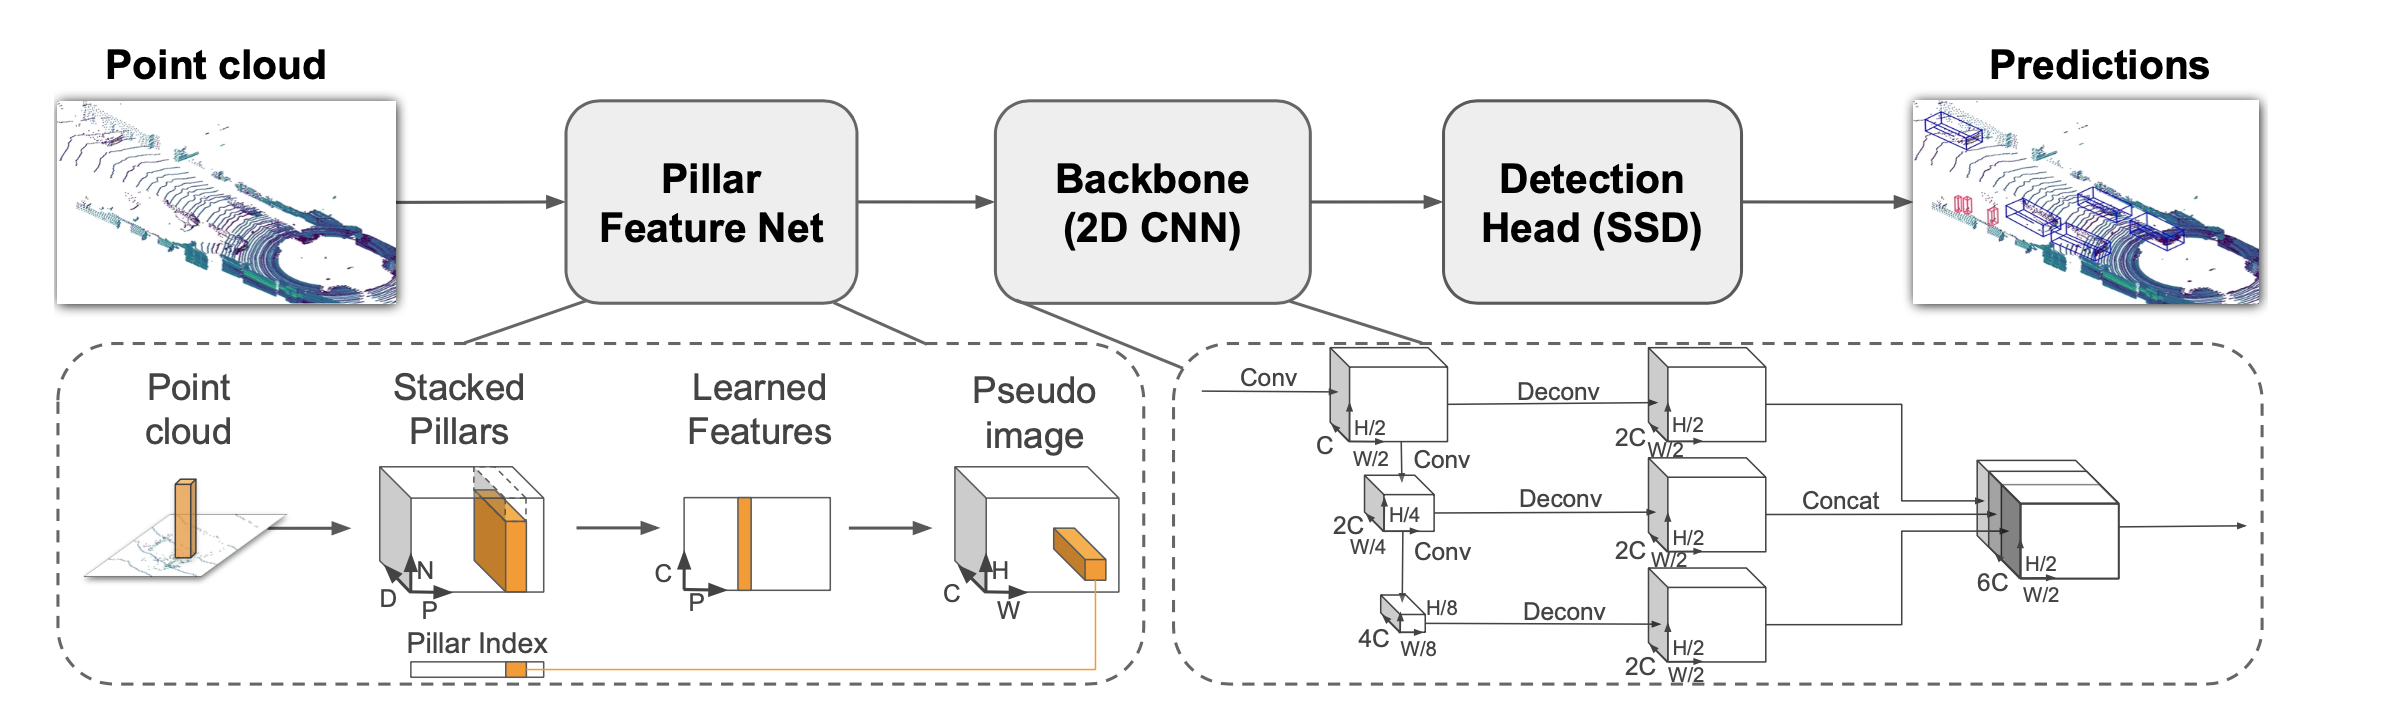 Point cloud
Predictions
Pillar
Feature Net
Backbone
(2D CNN)
Detection
Head (SSD)
Point
cloud
Stacked
Pillars
Learned
Features
Pseudo
image
D
N
P
C
P
C
H
W
Pillar Index
Conv
C
H/2
W/2
Conv
2C
H/4
W/4
Conv
4C
H/8
W/8
Deconv
2C
H/2
W/2
Deconv
2C
H/2
W/2
Deconv
2C
H/2
W/2
Concat
6C
H/2
W/2